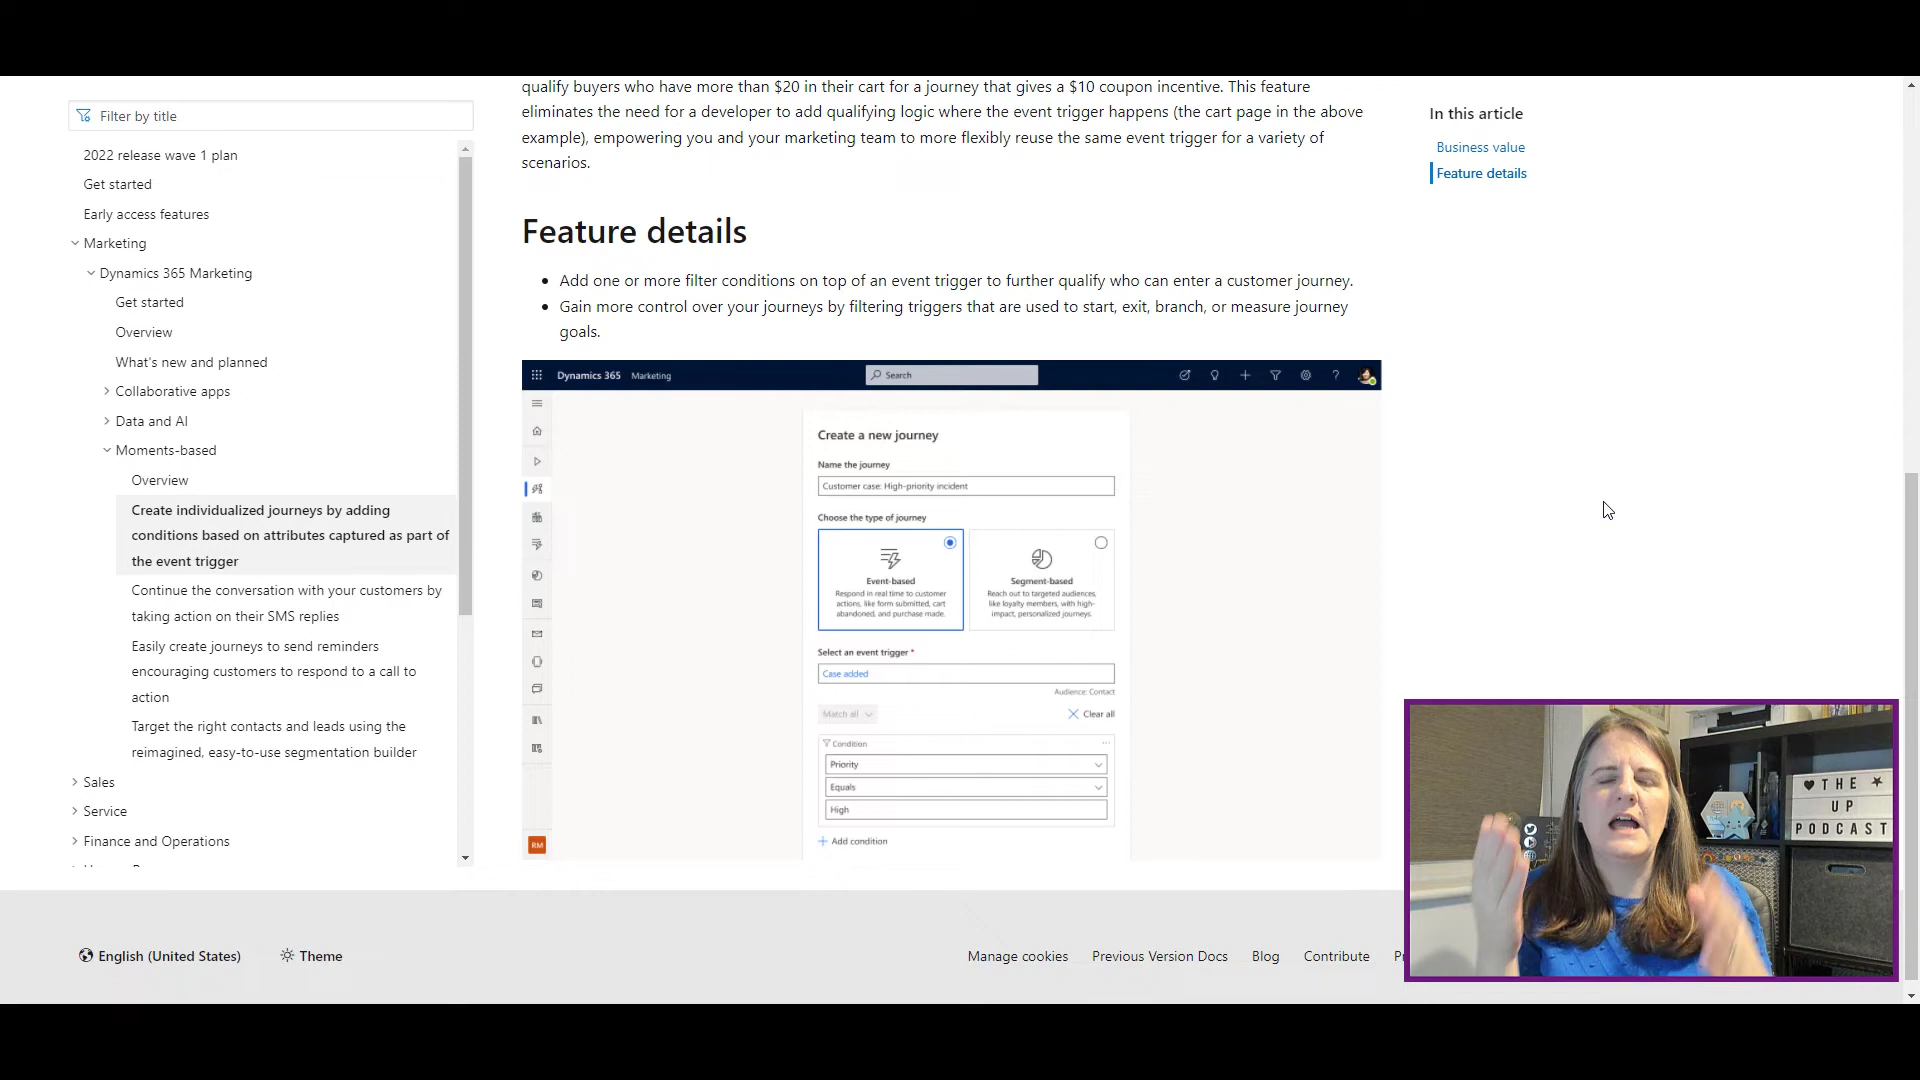 qualify buyers who have more than $20 in their cart for a journey that gives a $10 coupon incentive. This feature
eliminates the need for a developer to add qualifying logic where the event trigger happens (the cart page in the above
example), empowering you and your marketing team to more flexibly reuse the same event trigger for a variety of
scenarios.
Filter by title
2022 release wave 1 plan
Get started
Early access features
Marketing
Dynamics 365 Marketing
Get started
Overview
What's new and planned
Collaborative apps
Data and AI
Moments-based
Overview
Create individualized journeys by adding
conditions based on attributes captured as part of
the event trigger
Continue the conversation with your customers by
taking action on their SMS replies
Easily create journeys to send reminders
encouraging customers to respond to a call to
action
Target the right contacts and leads using the
reimagined, easy-to-use segmentation builder
Sales
Service
Finance and Operations
Feature details
Add one or more filter conditions on top of an event trigger to further qualify who can enter a customer journey.
Gain more control over your journeys by filtering triggers that are used to start, exit, branch, or measure journey
goals.
Dynamics 365 Marketing
Search
Create a new journey
Name the journey
Customer case: High-priority incident
Choose the type of journey
Event-based
Respond in real time to customer
actions, like form submitted, cart
abandoned, and purchase made.
Segment-based
Reach out to targeted audiences,
like loyalty members, with high-
impact, personalized journeys.
Select an event trigger *
Case added
Audience: Contact
Match all
Clear all
Condition
Priority
Equals
High
Add condition
RM
In this article
Business value
Feature details
THE
UP
PODCAST
English (United States)
Theme
Manage cookies
Previous Version Docs
Blog
Contribute